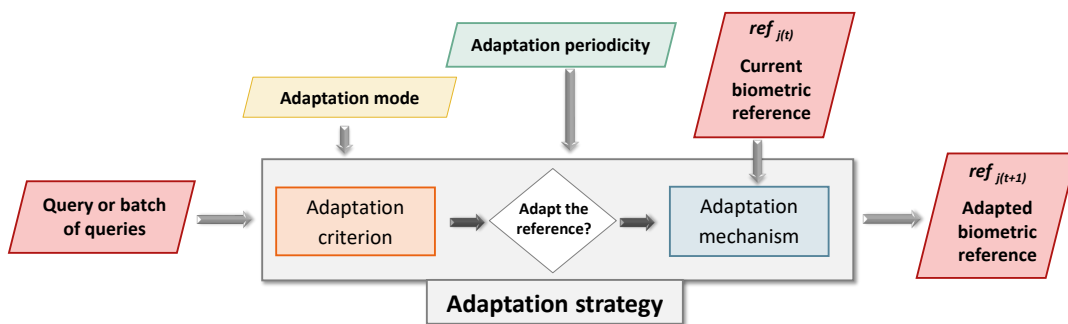 Adaptation periodicity
ref j(t)
Current
biometric
reference
Adaptation mode
Query or batch
of queries
Adaptation
criterion
Adapt the
reference?
Adaptation
mechanism
ref j(t+1)
Adapted
biometric
reference
Adaptation strategy